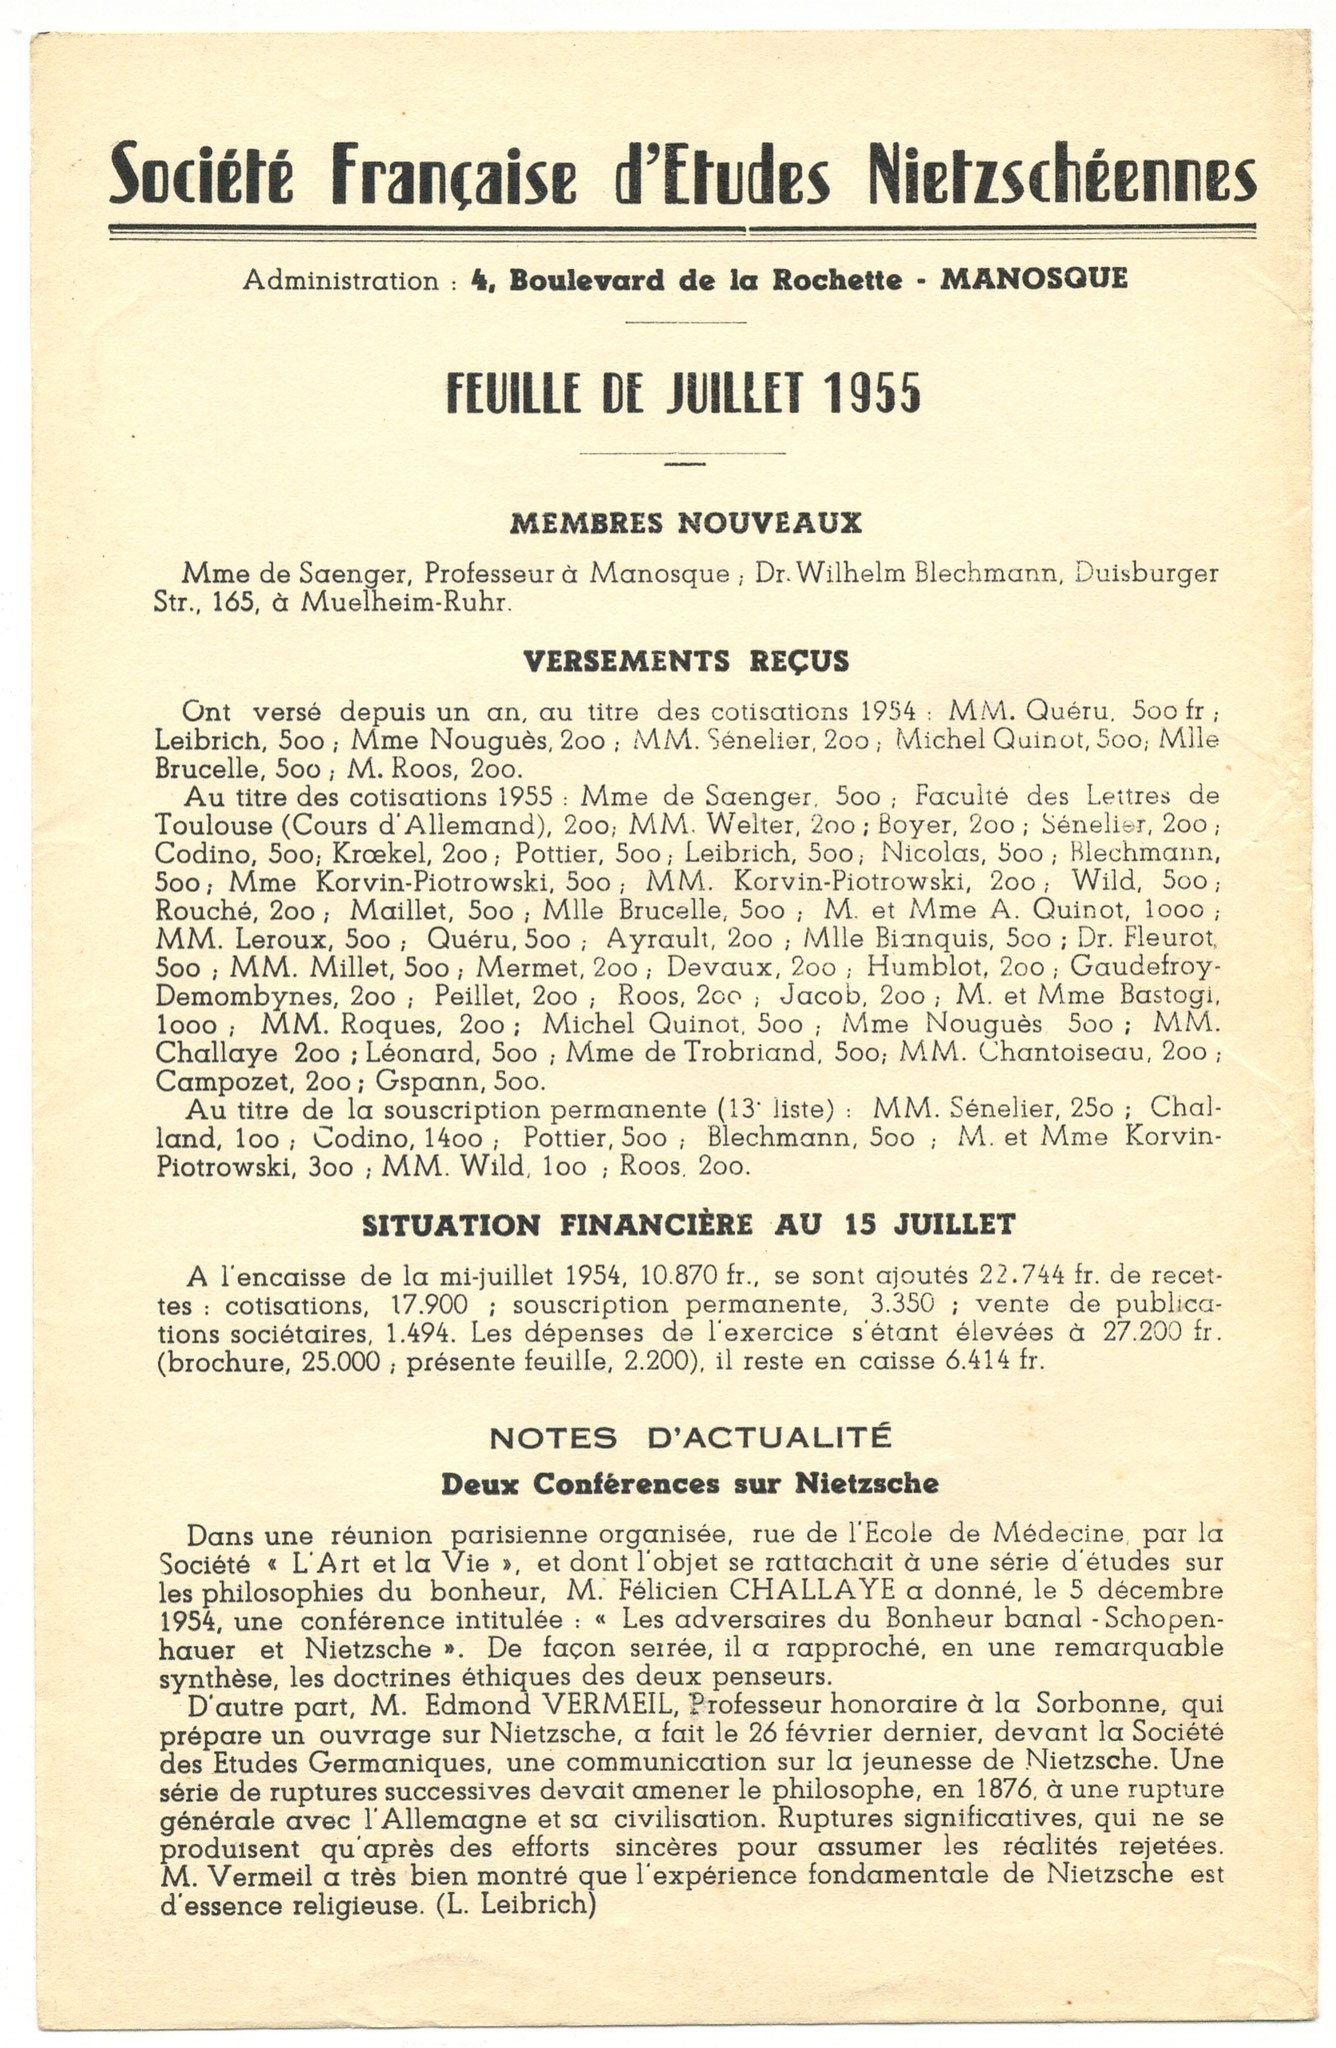 Société Française d'Etudes Nietzschéennes
Administration : 4, Boulevard de la Rochette - MANOSQUE
FEUILLE DE JUILLET 1955
MEMBRES NOUVEAUX
Mme de Saenger, Professeur à Manosque ; Dr. Wilhelm Blechmann, Duisburger
Str., 165, à Muelheim-Ruhr.
VERSEMENTS REÇUS
Ont versé depuis un an, au titre des cotisations 1954 : MM. Quéru, 500 fr ;
Leibrich, 500 ; Mme Nouguès, 200 ; MM. Sénelier, 200 ; Michel Quinot, 500; Mlle
Brucelle, 500 ; M. Roos, 200.
Au titre des cotisations 1955 : Mme de Saenger, 500 ; Faculté des Lettres de
Toulouse (Cours d'Allemand), 200; MM. Welter, 200 ; Boyer, 200 ; Sénelier, 200 ;
Codino, 500; Krœkel, 200 ; Pottier, 500 ; Leibrich, 500 ; Nicolas, 500 ; Blechmann,
500 ; Mme Korvin-Piotrowski, 500 ; MM. Korvin-Piotrowski, 200 ; Wild, 500 ;
Rouché, 200 ; Maillet, 500 ; Mlle Brucelle, 500 ; M. et Mme A. Quinot, 1000 ;
MM. Leroux, 500 ; Quéru, 500 ; Ayrault, 200 ; Mlle Bianquis, 500 ; Dr. Fleurot,
500 ; MM. Millet, 500 ; Mermet, 200 ; Devaux, 200 ; Humblot, 200 ; Gaudefroy-
Demombynes, 200 ; Peillet, 200 ; Roos, 200 ; Jacob, 200 ; M. et Mme Bastogi,
1000 ; MM. Roques, 200 ; Michel Quinot, 500 ; Mme Nouguès 500 ; MM.
Challaye 200 ; Léonard, 500 ; Mme de Trobriand, 500; MM. Chantoiseau, 200 ;
Campozet, 200 ; Gspann, 500.
Au titre de la souscription permanente (13· liste) : MM. Sénelier, 250 ; Chal-
land, 100 ; Codino, 1400 ; Pottier, 500 ; Blechmann, 500 ; M. et Mme Korvin-
Piotrowski, 300 ; MM. Wild, 100 ; Roos, 200.
SITUATION FINANCIÈRE AU 15 JUILLET
A l'encaisse de la mi-juillet 1954, 10.870 fr., se sont ajoutés 22.744 fr. de recet-
tes : cotisations, 17.900 ; souscription permanente, 3.350 ; vente de publica-
tions sociétaires, 1.494. Les dépenses de l'exercice s'étant élevées à 27.200 fr.
(brochure, 25.000 ; présente feuille, 2.200), il reste en caisse 6.414 fr.
NOTES D'ACTUALITÉ
Deux Conférences sur Nietzsche
Dans une réunion parisienne organisée, rue de l'Ecole de Médecine, par la
Société « L'Art et la Vie », et dont l'objet se rattachait à une série d'études sur
les philosophies du bonheur, M. Félicien CHALLAYE a donné, le 5 décembre
1954, une conférence intitulée : « Les adversaires du Bonheur banal - Schopen-
hauer et Nietzsche ». De façon serrée, il a rapproché, en une remarquable
synthèse, les doctrines éthiques des deux penseurs.
D'autre part, M. Edmond VERMEIL, Professeur honoraire à la Sorbonne, qui
prépare un ouvrage sur Nietzsche, a fait le 26 février dernier, devant la Société
des Etudes Germaniques, une communication sur la jeunesse de Nietzsche. Une
série de ruptures successives devait amener le philosophe, en 1876, à une rupture
générale avec l'Allemagne et sa civilisation. Ruptures significatives, qui ne se
produisent qu'après des efforts sincères pour assumer les réalités rejetées.
M. Vermeil a très bien montré que l'expérience fondamentale de Nietzsche est
d'essence religieuse. (L. Leibrich)